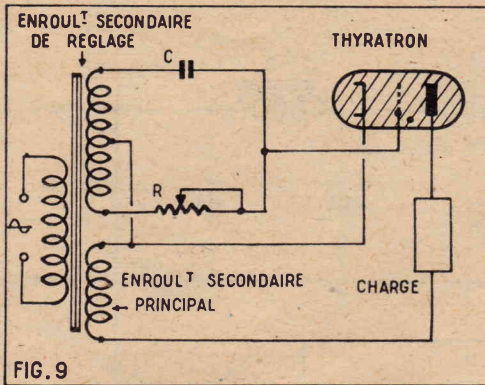 ENROULᵀ SECONDAIRE
DE REGLAGE
THYRATRON
C
R
ENROULᵀ SECONDAIRE
PRINCIPAL
CHARGE
FIG.9